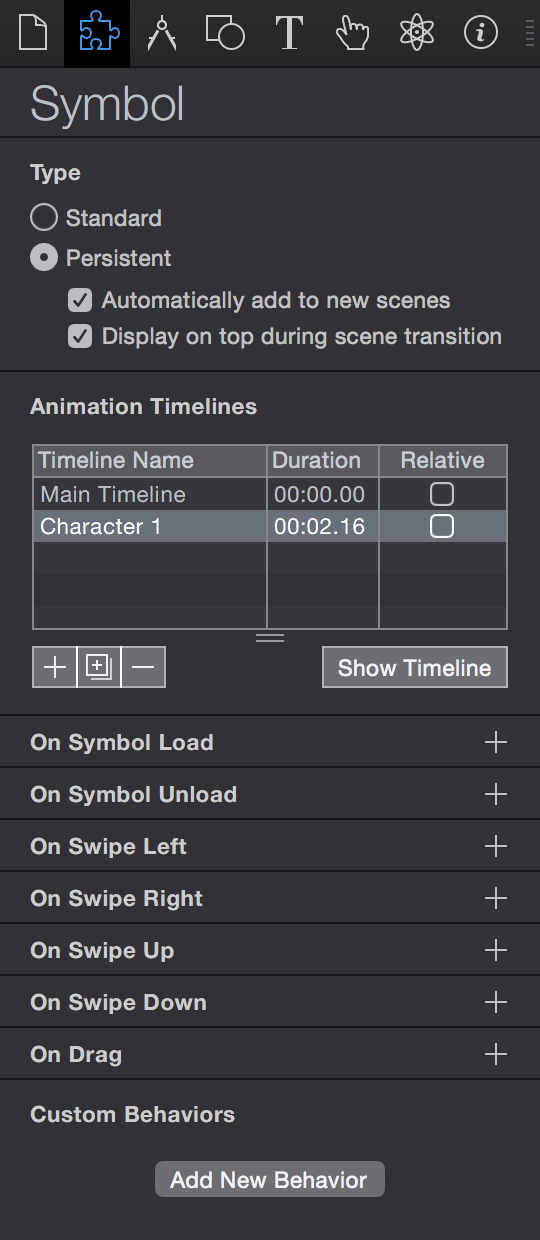 T
i
Symbol
Type
Standard
Persistent
Automatically add to new scenes
Display on top during scene transition
Animation Timelines
Timeline Name Duration Relative
Main Timeline 00:00.00
Character 1 00:02.16
Show Timeline
On Symbol Load
On Symbol Unload
On Swipe Left
On Swipe Right
On Swipe Up
On Swipe Down
On Drag
Custom Behaviors
Add New Behavior